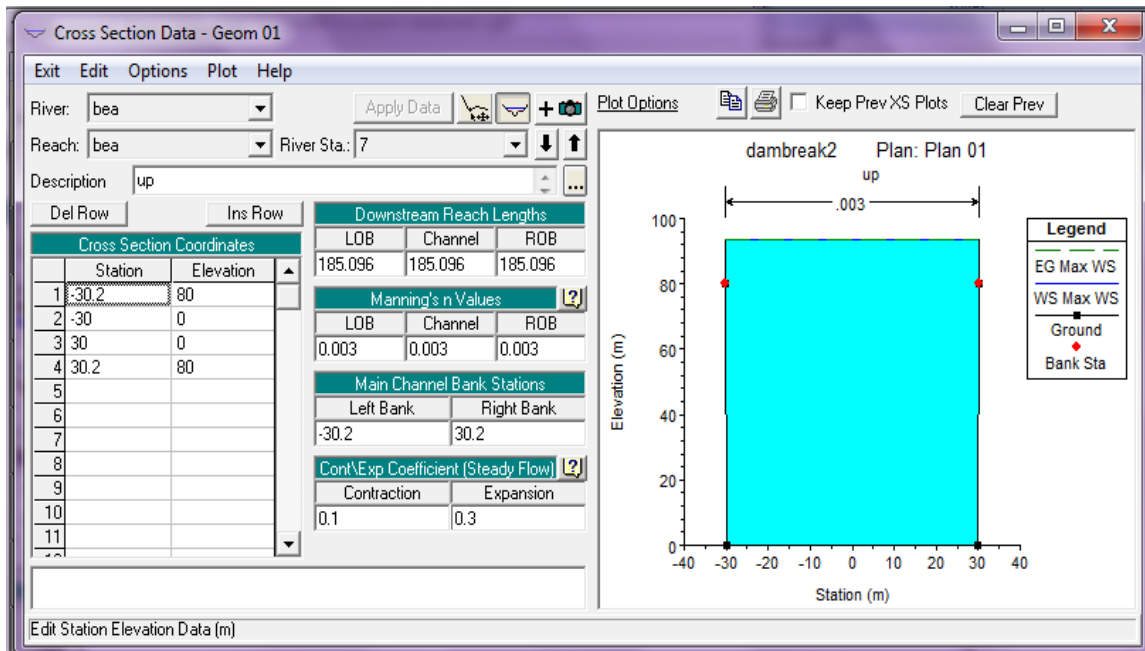 Cross Section Data - Geom 01
Exit Edit Options Plot Help
River: bea
Apply Data
Plot Options
Keep Prev XS Plots
Clear Prev
Reach: bea
River Sta.: 7
Description up
...
Del Row
Ins Row
Cross Section Coordinates
Station Elevation
1 -30.2 80
2 -30 0
3 30 0
4 30.2 80
5
6
7
8
9
10
11
Downstream Reach Lengths
LOB Channel ROB
185.096 185.096 185.096
Manning's n Values
LOB Channel ROB
0.003 0.003 0.003
Main Channel Bank Stations
Left Bank Right Bank
-30.2 30.2
Cont\Exp Coefficient (Steady Flow)
Contraction Expansion
0.1 0.3
dambreak2 Plan: Plan 01
up
.003
100
80
60
40
20
0
Elevation (m)
-40 -30 -20 -10 0 10 20 30 40
Station (m)
Legend
EG Max WS
WS Max WS
Ground
Bank Sta
Edit Station Elevation Data (m)